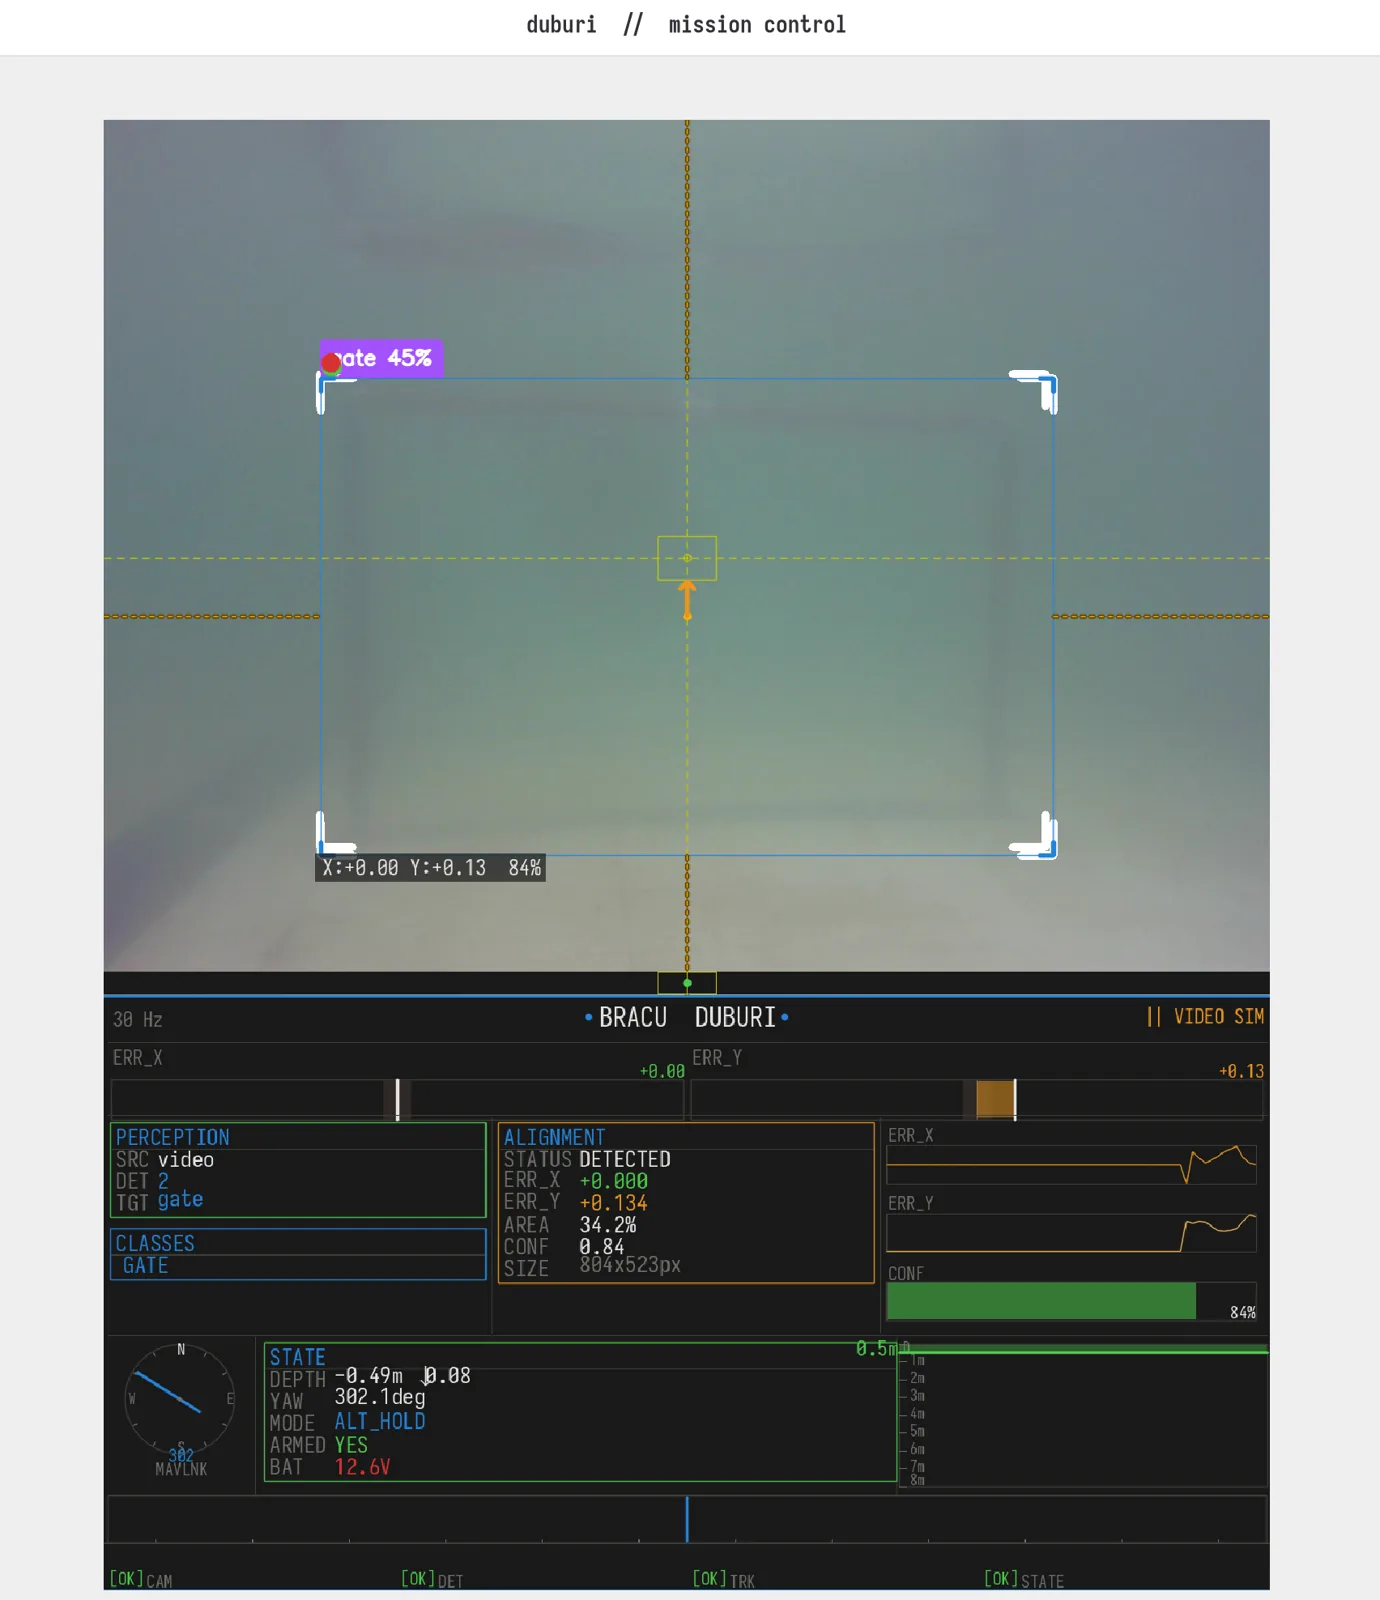 duburi // mission control
gate 45%
X:+0.00 Y:+0.13 84%
30 Hz
•BRACU DUBURI•
|| VIDEO SIM
ERR_X
+0.00
ERR_Y
+0.13
PERCEPTION
SRC video
DET 2
TGT gate
CLASSES
GATE
ALIGNMENT
STATUS DETECTED
ERR_X +0.000
ERR_Y +0.134
AREA 34.2%
CONF 0.84
SIZE 804x523px
ERR_X
ERR_Y
CONF
84%
N
W
E
S
302
MAVLNK
STATE
DEPTH -0.49m ↓0.08
YAW 302.1deg
MODE ALT_HOLD
ARMED YES
BAT 12.6V
0.5m
0
1m
2m
3m
4m
5m
6m
7m
8m
[OK] CAM
[OK] DET
[OK] TRK
[OK] STATE